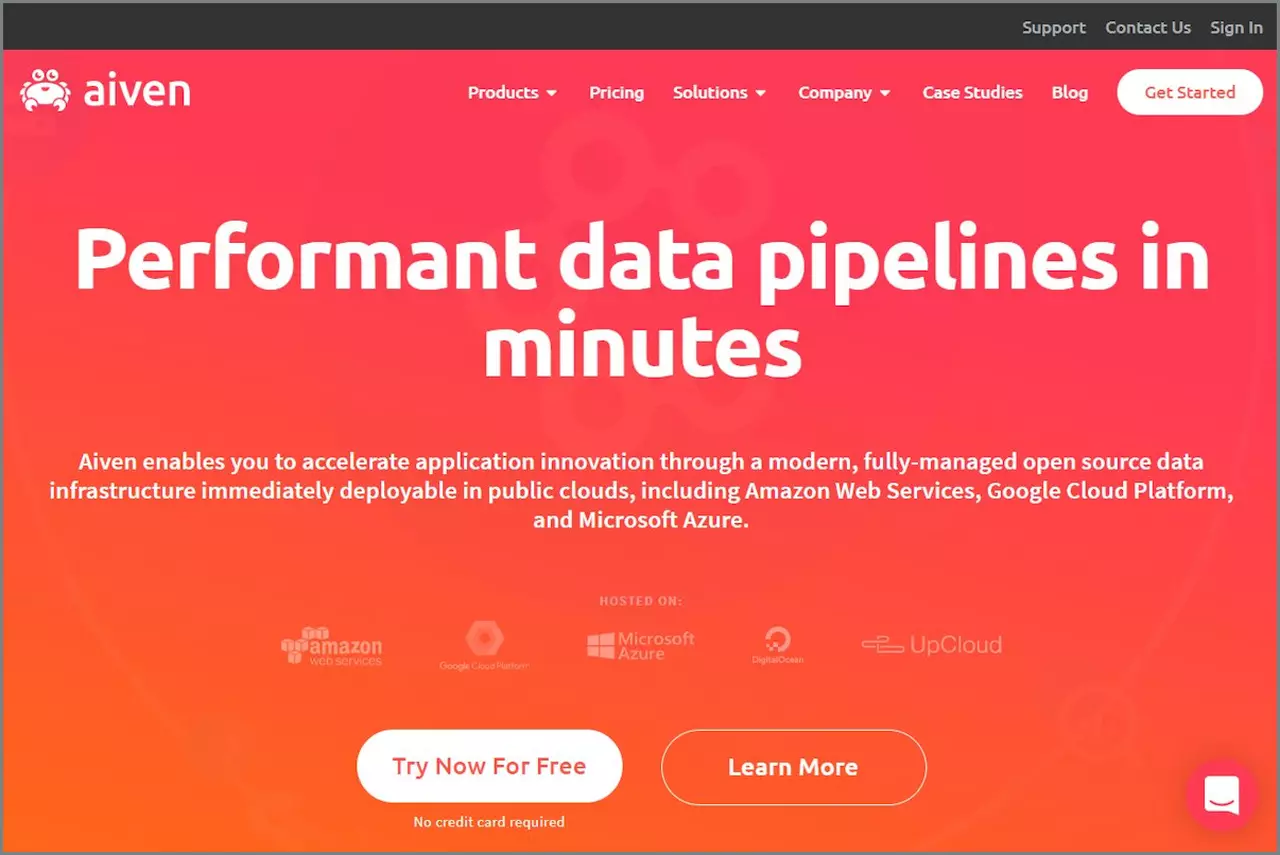 Support Contact Us Sign In
aiven
Products Pricing Solutions Company Case Studies Blog Get Started
Performant data pipelines in
minutes
Aiven enables you to accelerate application innovation through a modern, fully-managed open source data
infrastructure immediately deployable in public clouds, including Amazon Web Services, Google Cloud Platform,
and Microsoft Azure.
HOSTED ON:
amazon
web services
Google Cloud Platform
Microsoft
Azure
DigitalOcean
UpCloud
Try Now For Free
Learn More
No credit card required